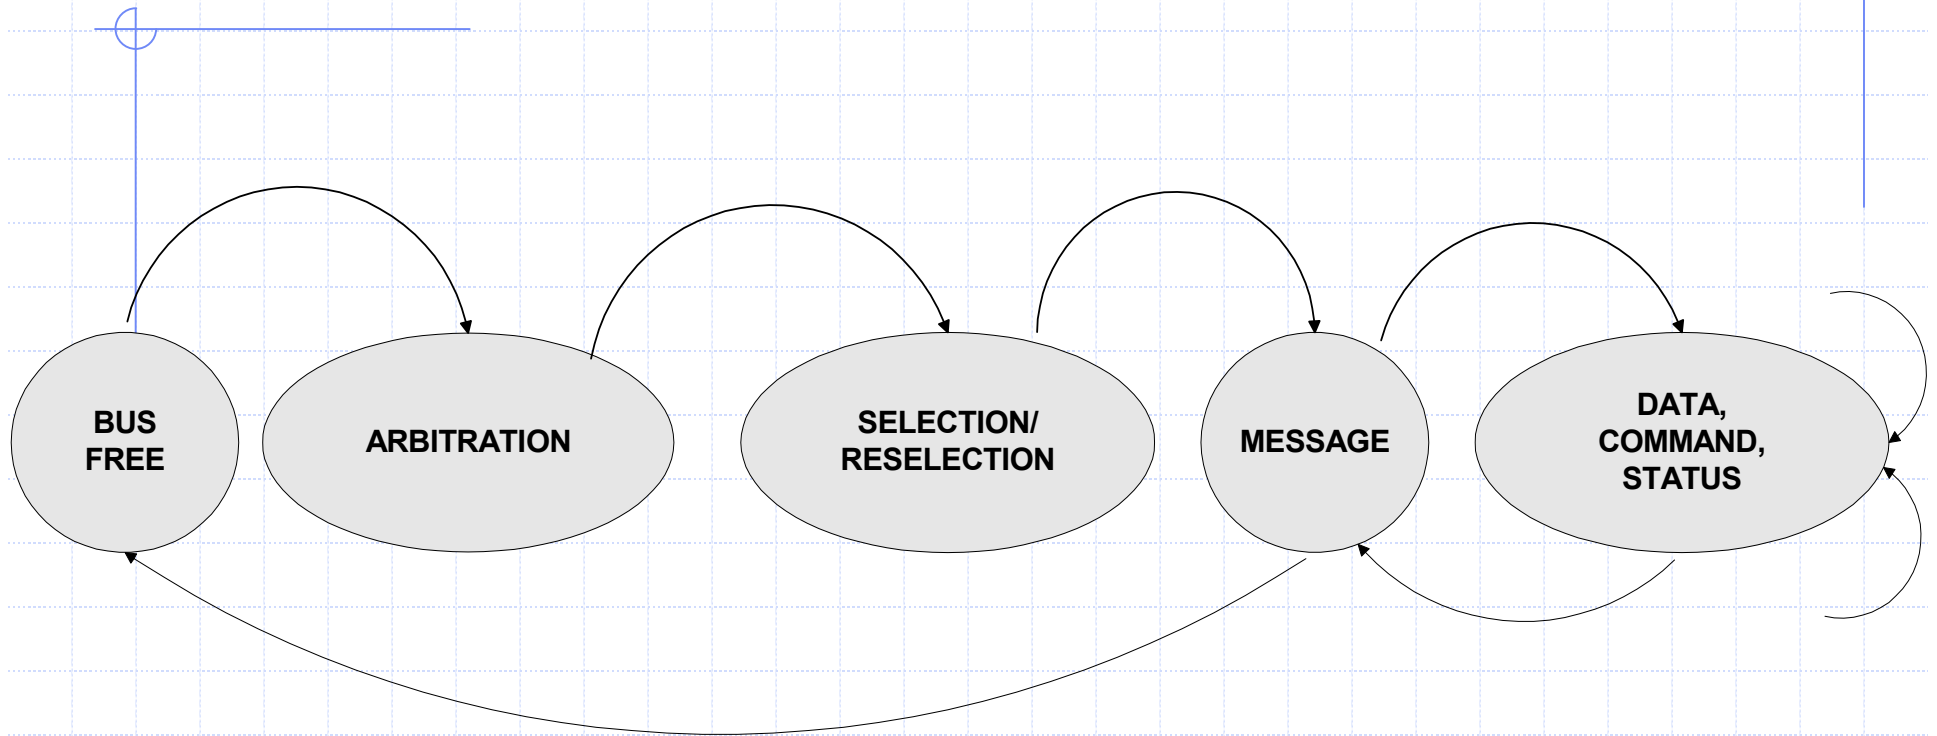 BUS
FREE
ARBITRATION
SELECTION/
RESELECTION
MESSAGE
DATA,
COMMAND,
STATUS